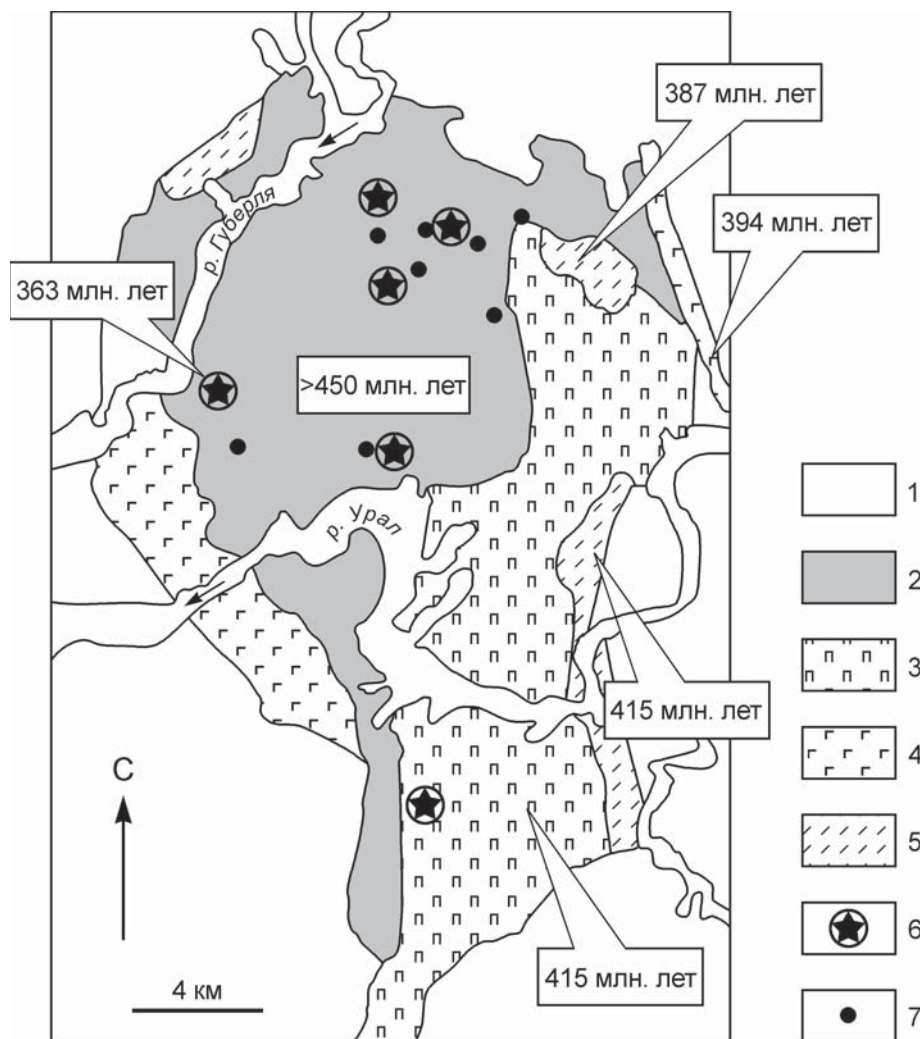 387 млн. лет
394 млн. лет
р. Губерля
363 млн. лет
>450 млн. лет
р. Урал
415 млн. лет
415 млн. лет
С
4 км
1
2
3
4
5
6
7